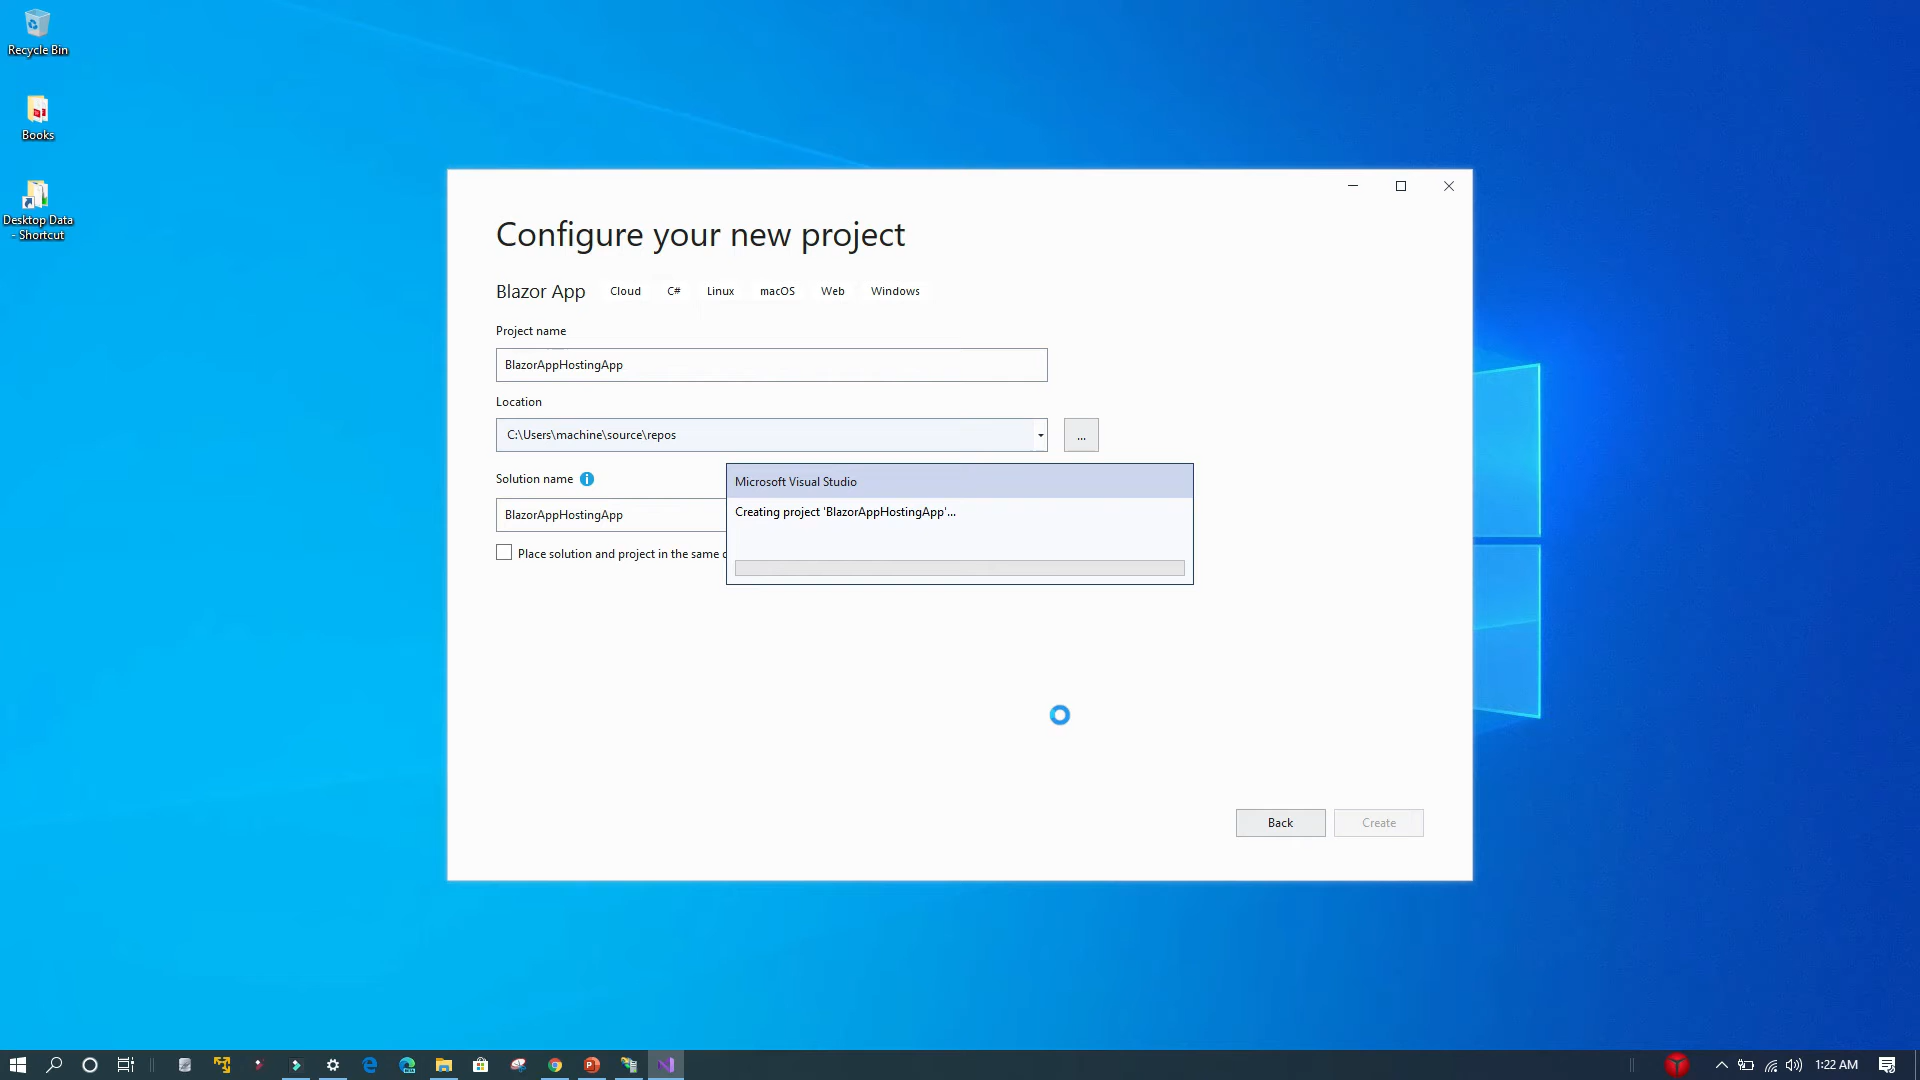 Recycle Bin
Books
Desktop Data
- Shortcut
Configure your new project
Blazor App Cloud C# Linux macOS Web Windows
Project name
BlazorAppHostingApp
Location
C:\Users\machine\source\repos
...
Solution name
BlazorAppHostingApp
Place solution and project in the same
Microsoft Visual Studio
Creating project 'BlazorAppHostingApp'...
Back
Create
1:22 AM